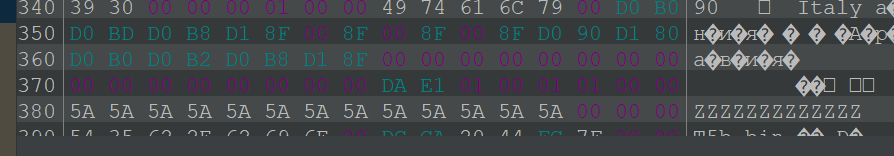 340 39 30 00 00 00 01 00 00 49 74 61 6C 79 00 D0 B0 90 □ Italy а
350 D0 BD D0 B8 D1 8F 00 8F 00 8F 00 8F D0 90 D1 80 н�и�я� � � �А�р�
360 D0 B0 D0 B2 D0 B8 D1 8F 00 00 00 00 00 00 00 00 а�в�и�я�
370 00 00 00 00 00 00 00 00 DA E1 01 00 01 01 00 00 ��□ □□
380 5A 5A 5A 5A 5A 5A 5A 5A 5A 5A 5A 5A 5A 00 00 00 ZZZZZZZZZZZZZ